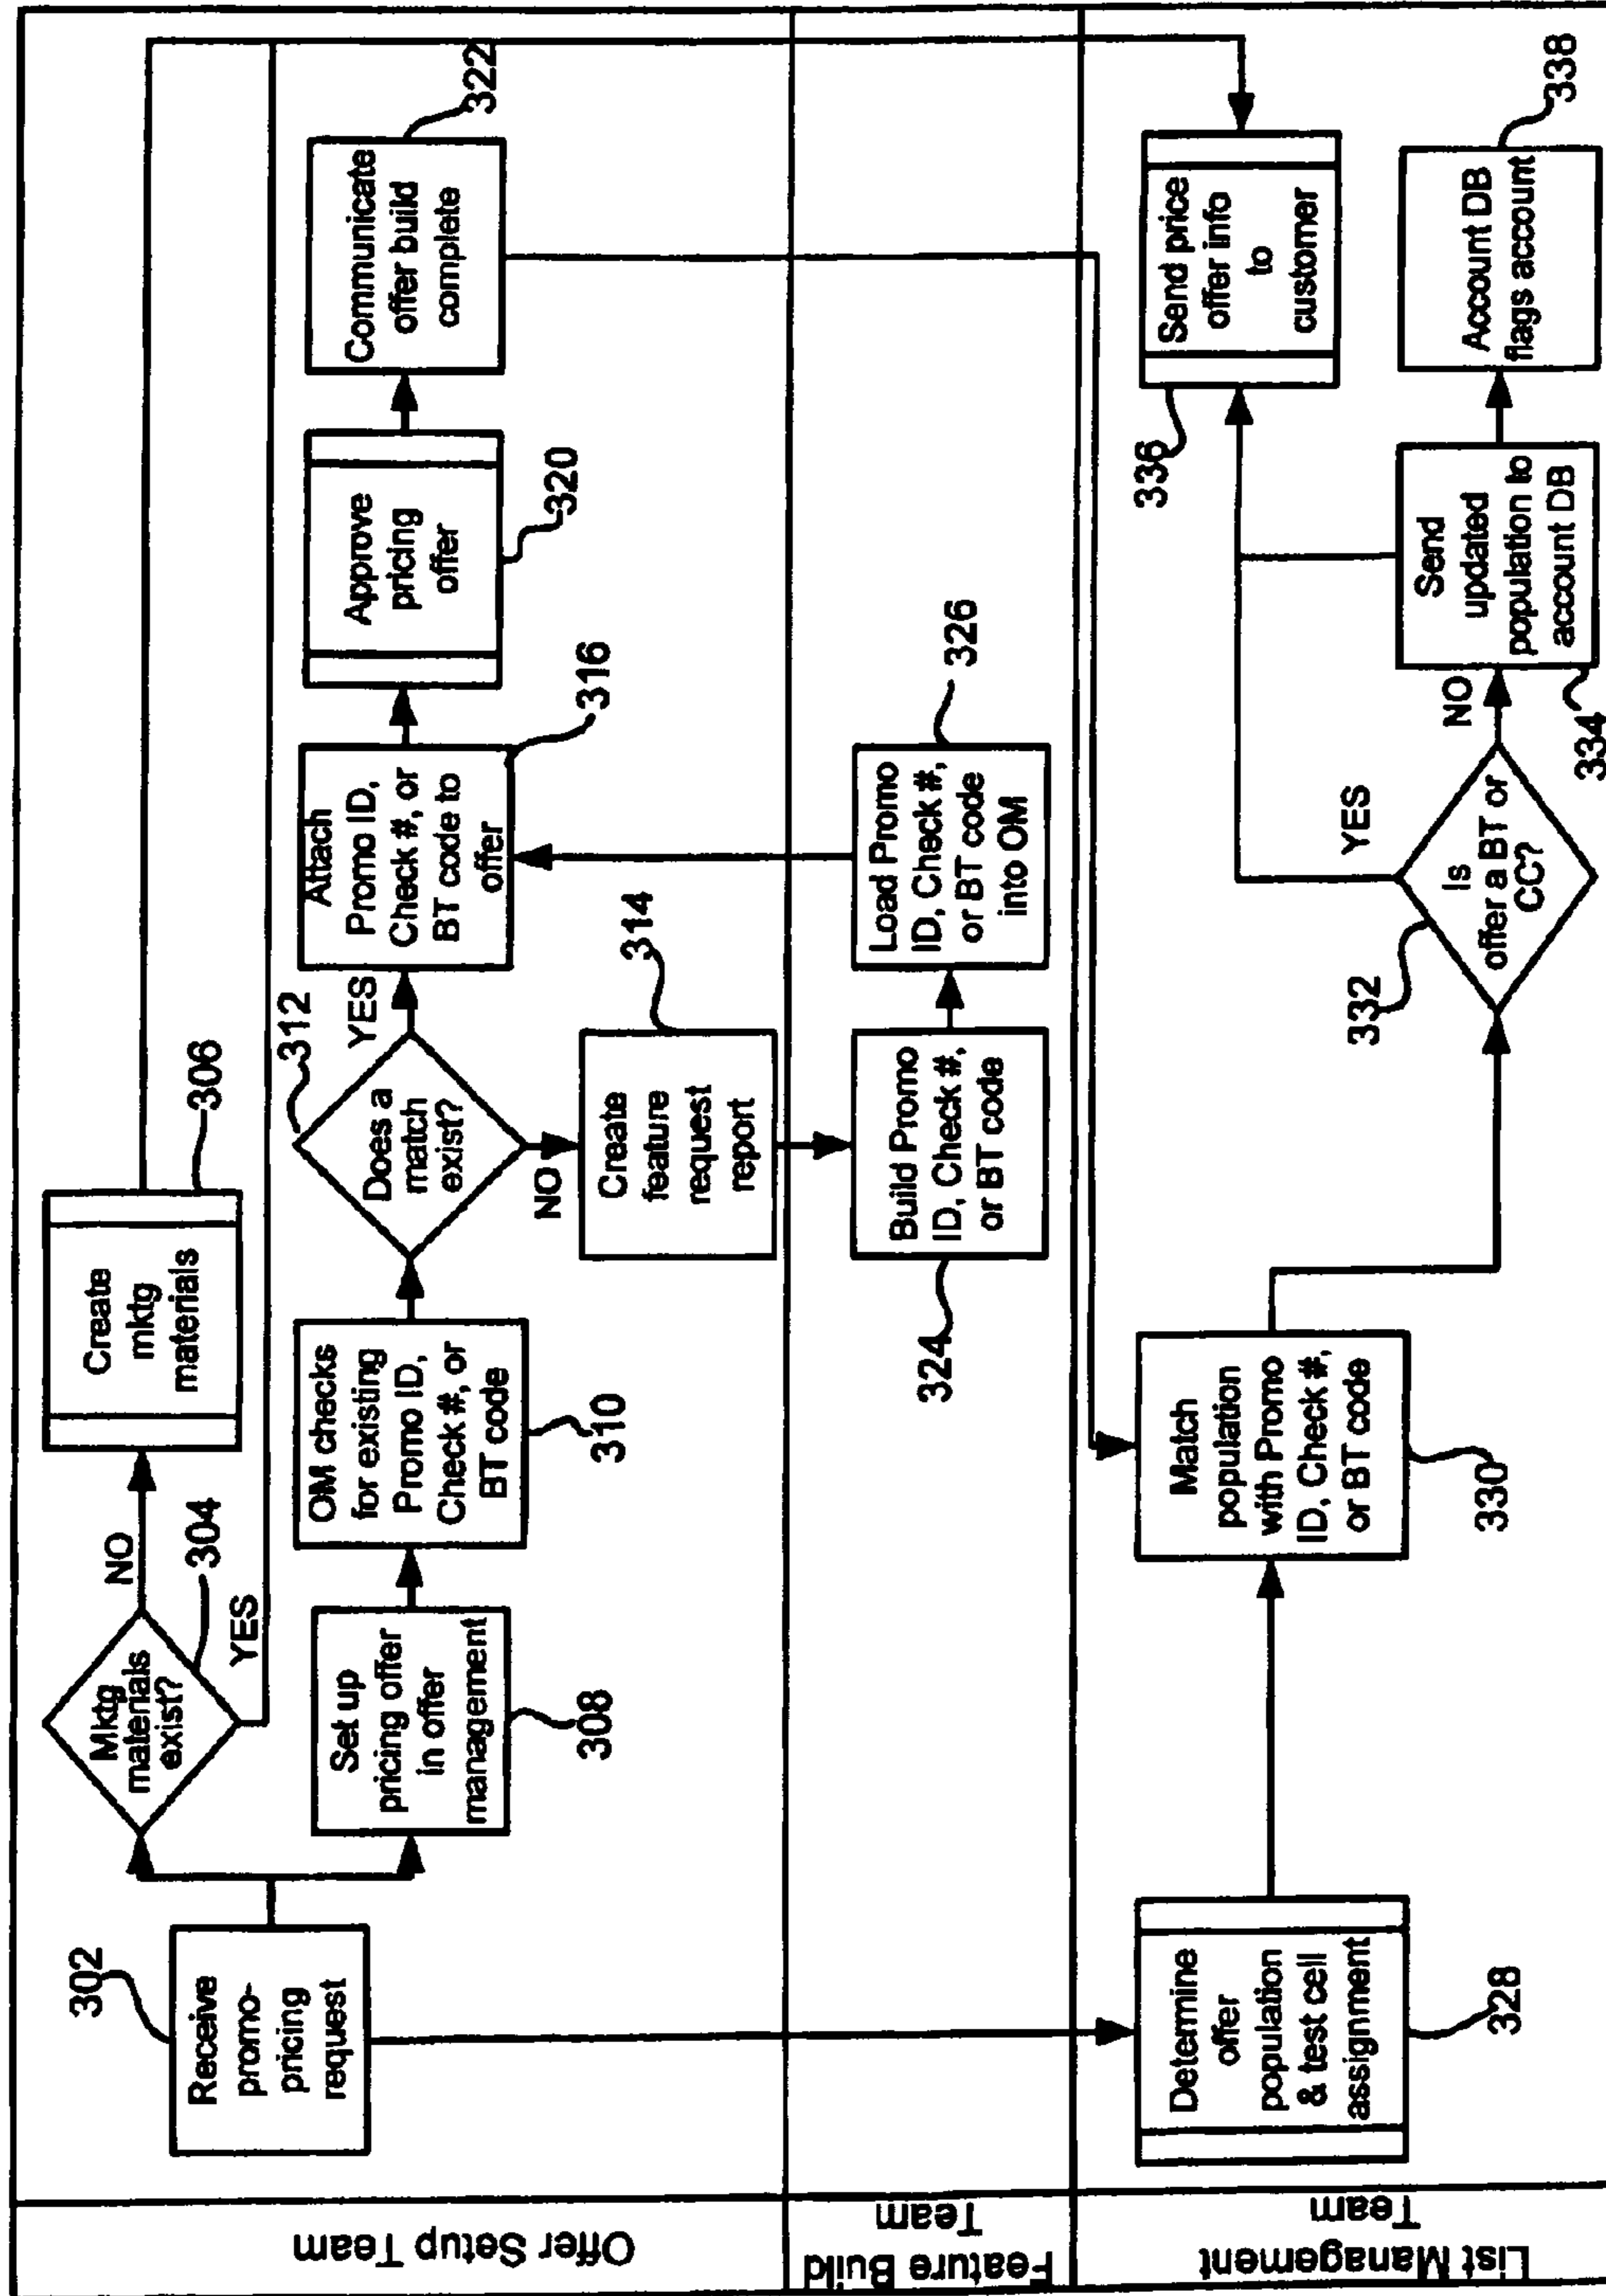 Offer Setup Team
302
Receive
promo-
pricing
request
Mktg
materials
exist?
304
NO
YES
Create
mktg
materials
306
Set up
pricing offer
in offer
management
308
OM checks
for existing
Promo ID,
Check #, or
BT code
310
Does a
match
exist?
312
YES
NO
Create
feature
request
report
314
Attach
Promo ID,
Check #, or
BT code to
offer
316
Approve
pricing
offer
320
Communicate
offer build
complete
322
Feature Build
Team
Build Promo
ID, Check #,
or BT code
324
Load Promo
ID, Check #,
or BT code
into OM
326
List Management
Team
Determine
offer
population
& test cell
assignment
328
Match
population
with Promo
ID, Check #,
or BT code
330
Is
offer a BT or
CC?
332
YES
NO
Send
updated
population to
account DB
334
Send price
offer info
to
customer
336
Account DB
flags account
338